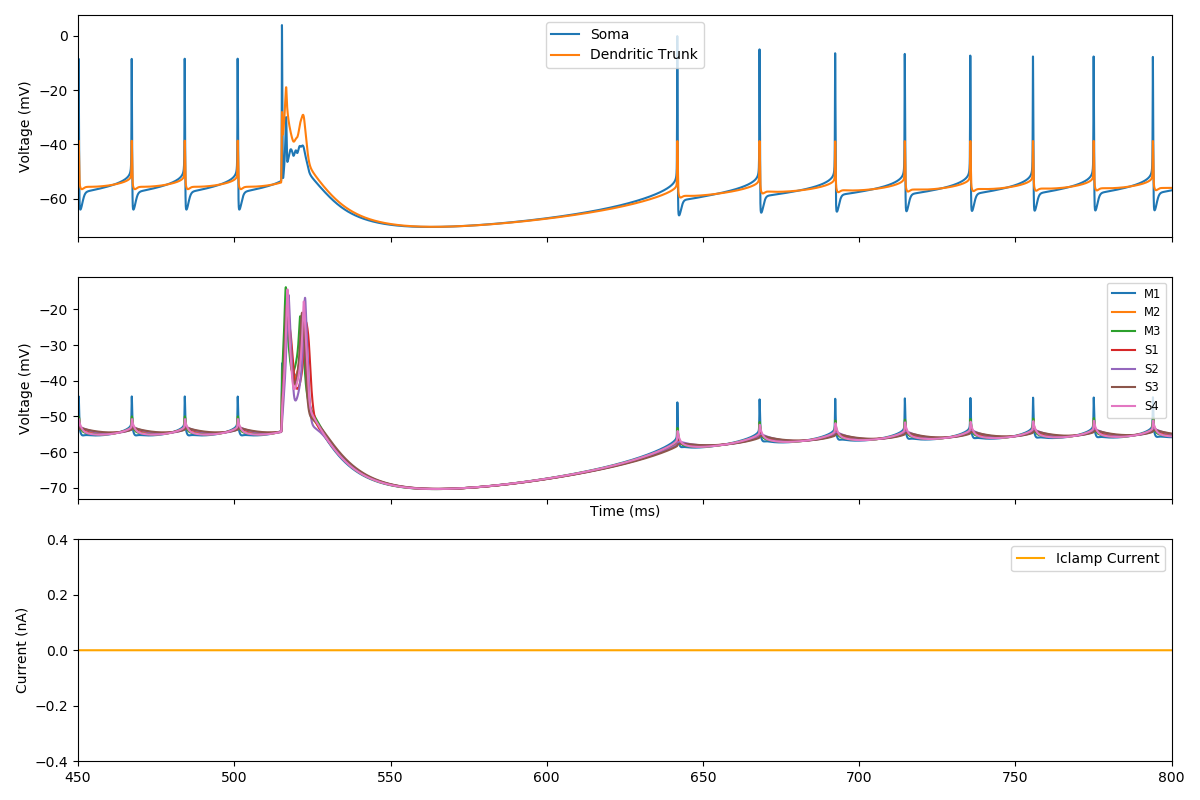 0
−20
−40
−60
Voltage (mV)
Soma
Dendritic Trunk
−20
−30
−40
−50
−60
−70
Voltage (mV)
M1
M2
M3
S1
S2
S3
S4
Time (ms)
0.4
0.2
0.0
−0.2
−0.4
Current (nA)
Iclamp Current
450 500 550 600 650 700 750 800